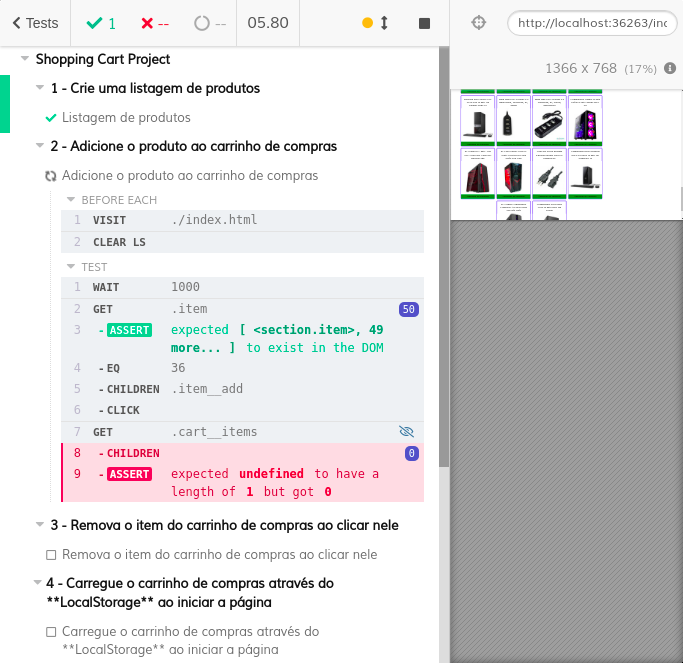 Tests
1
--
--
05.80
http://localhost:36263/ind
1366 x 768 (17%)
Shopping Cart Project
1 - Crie uma listagem de produtos
Listagem de produtos
2 - Adicione o produto ao carrinho de compras
Adicione o produto ao carrinho de compras
BEFORE EACH
1 VISIT ./index.html
2 CLEAR LS
TEST
1 WAIT 1000
2 GET .item 50
3 - ASSERT expected [ <section.item>, 49
more... ] to exist in the DOM
4 - EQ 36
5 - CHILDREN .item__add
6 - CLICK
7 GET .cart__items
8 - CHILDREN 0
9 - ASSERT expected undefined to have a
length of 1 but got 0
3 - Remova o item do carrinho de compras ao clicar nele
Remova o item do carrinho de compras ao clicar nele
4 - Carregue o carrinho de compras através do
**LocalStorage** ao iniciar a página
Carregue o carrinho de compras através do
**LocalStorage** ao iniciar a página